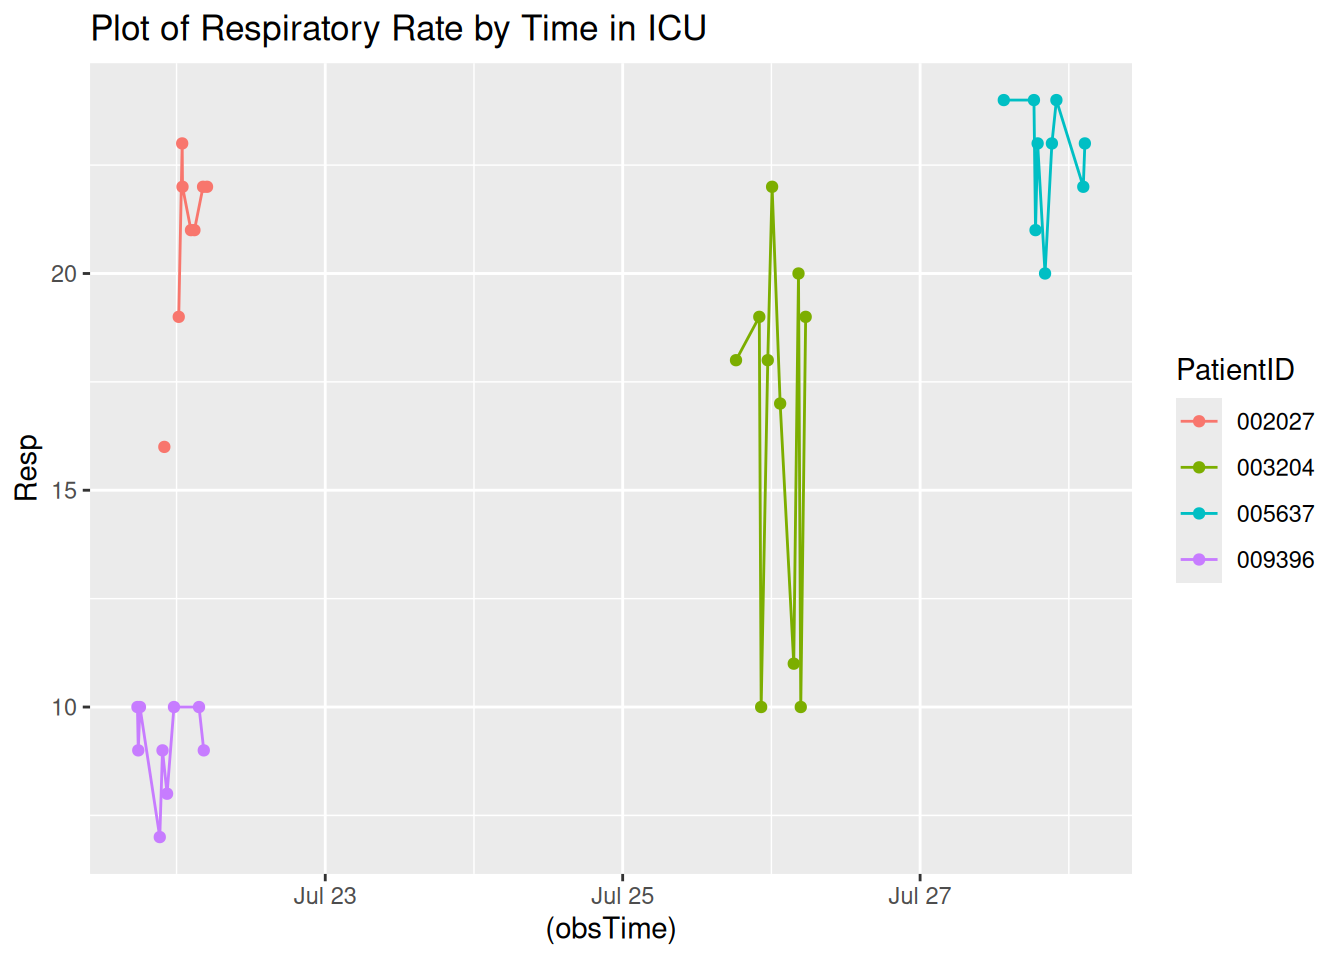 Plot of Respiratory Rate by Time in ICU
Resp
20
15
10
Jul 23 Jul 25 Jul 27
(obsTime)
PatientID
002027
003204
005637
009396